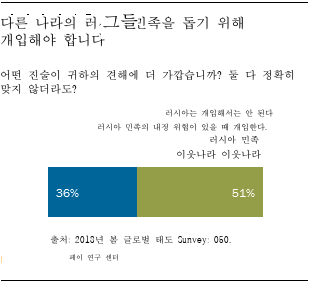 다른 나라의 러 그들민족을 돕기 위해
개입해야 합니다
어떤 진술이 귀하의 견해에 더 가깝습니까? 둘 다 정확히
맞지 않더라도?
러시아는 개입해서는 안 된다
러시아 민족의 내정 위협이 있을 때 개입한다.
러시아 민족
이웃나라 이웃나라
36% 51%
출처: 2013년 봄 글로벌 태도 Survey: 050.
페이 연구 센터